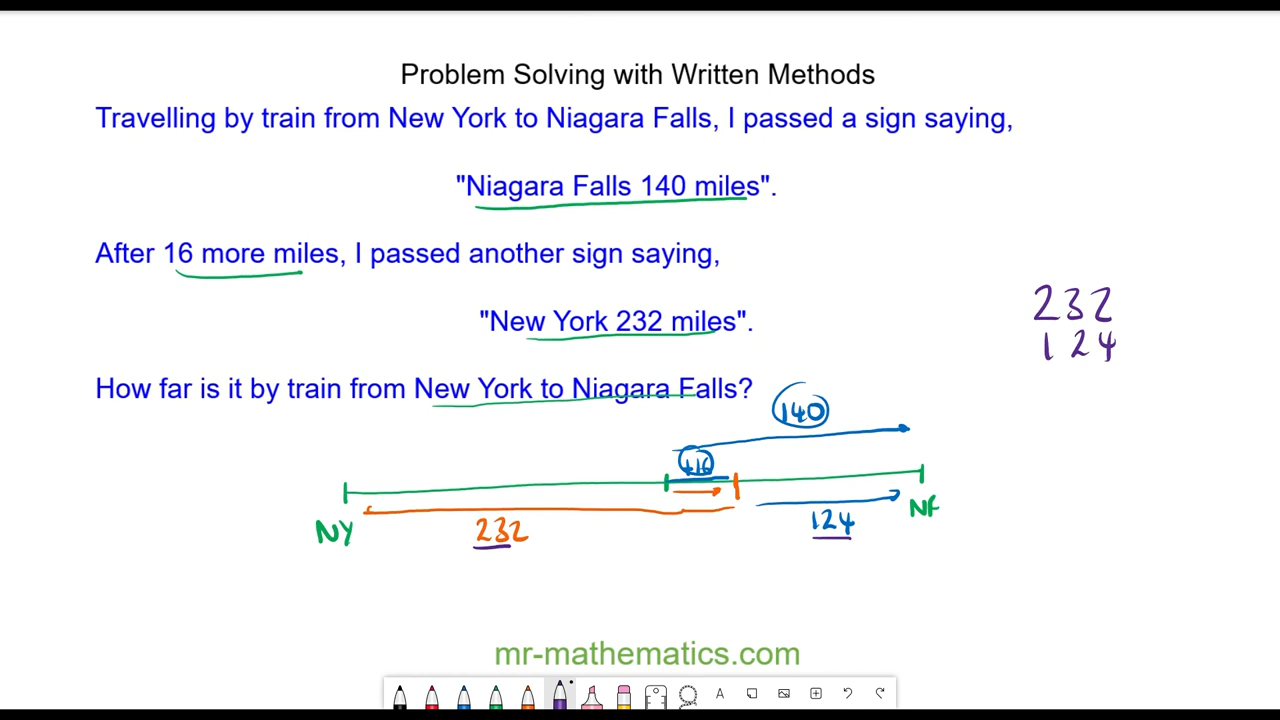 Problem Solving with Written Methods
Travelling by train from New York to Niagara Falls, I passed a sign saying,
"Niagara Falls 140 miles".
After 16 more miles, I passed another sign saying,
"New York 232 miles".
232
124
How far is it by train from New York to Niagara Falls?
140
NY
232
124
NF
mr-mathematics.com
A